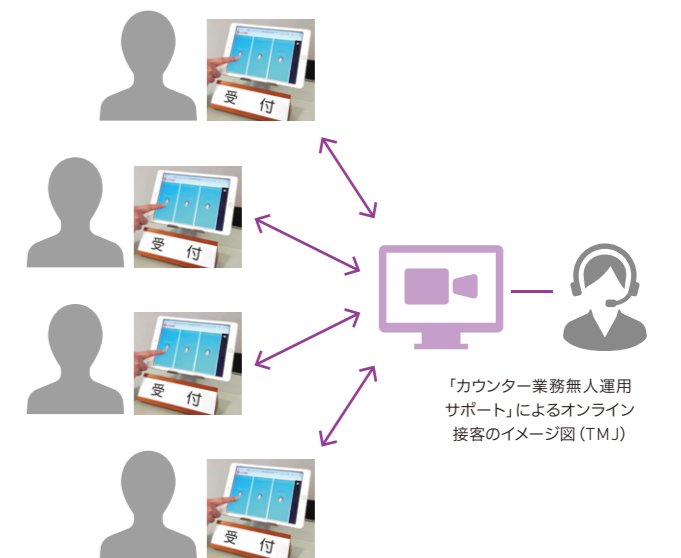 受 付
受 付
受 付
受 付
「カウンター業務無人運用
サポート」によるオンライン
接客のイメージ図(TMJ)